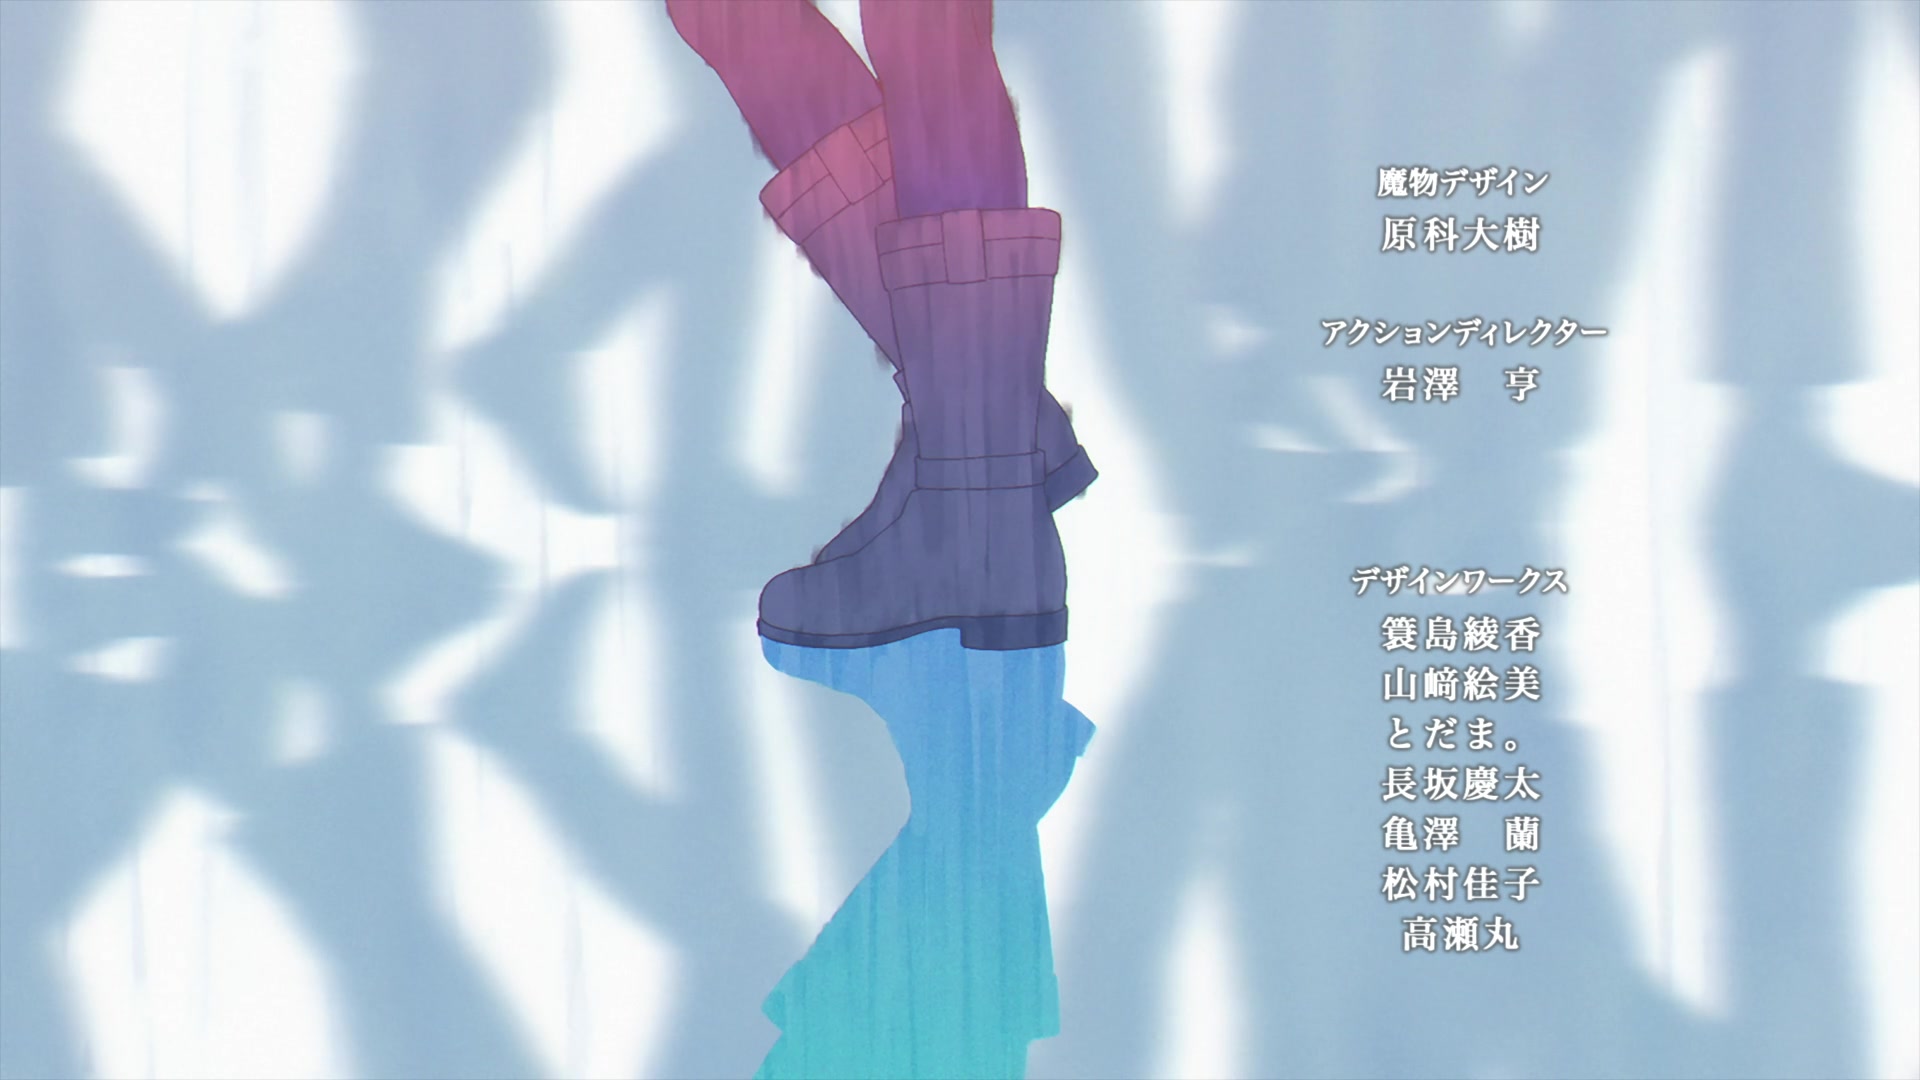 魔物デザイン
原科大樹
アクションディレクター
岩澤　亨
デザインワークス
簑島綾香
山﨑絵美
とだま。
長坂慶太
亀澤　蘭
松村佳子
高瀬丸